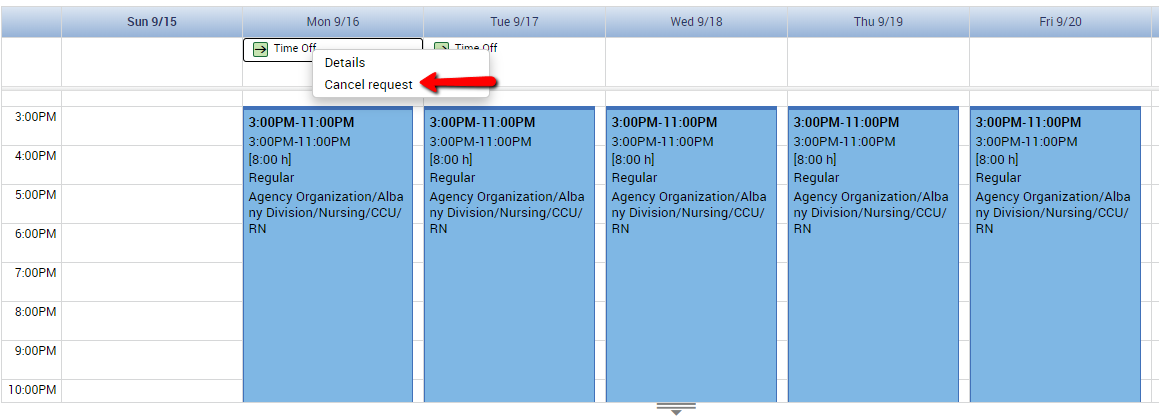 Sun 9/15 Mon 9/16 Tue 9/17 Wed 9/18 Thu 9/19 Fri 9/20
Time Off Time Off
Details
Cancel request
3:00PM 3:00PM-11:00PM 3:00PM-11:00PM 3:00PM-11:00PM 3:00PM-11:00PM 3:00PM-11:00PM
3:00PM-11:00PM 3:00PM-11:00PM 3:00PM-11:00PM 3:00PM-11:00PM 3:00PM-11:00PM
4:00PM [8:00 h] [8:00 h] [8:00 h] [8:00 h] [8:00 h]
Regular Regular Regular Regular Regular
5:00PM Agency Organization/Alba Agency Organization/Alba Agency Organization/Alba Agency Organization/Alba Agency Organization/Alba
ny Division/Nursing/CCU/ ny Division/Nursing/CCU/ ny Division/Nursing/CCU/ ny Division/Nursing/CCU/ ny Division/Nursing/CCU/
6:00PM RN RN RN RN RN
7:00PM
8:00PM
9:00PM
10:00PM